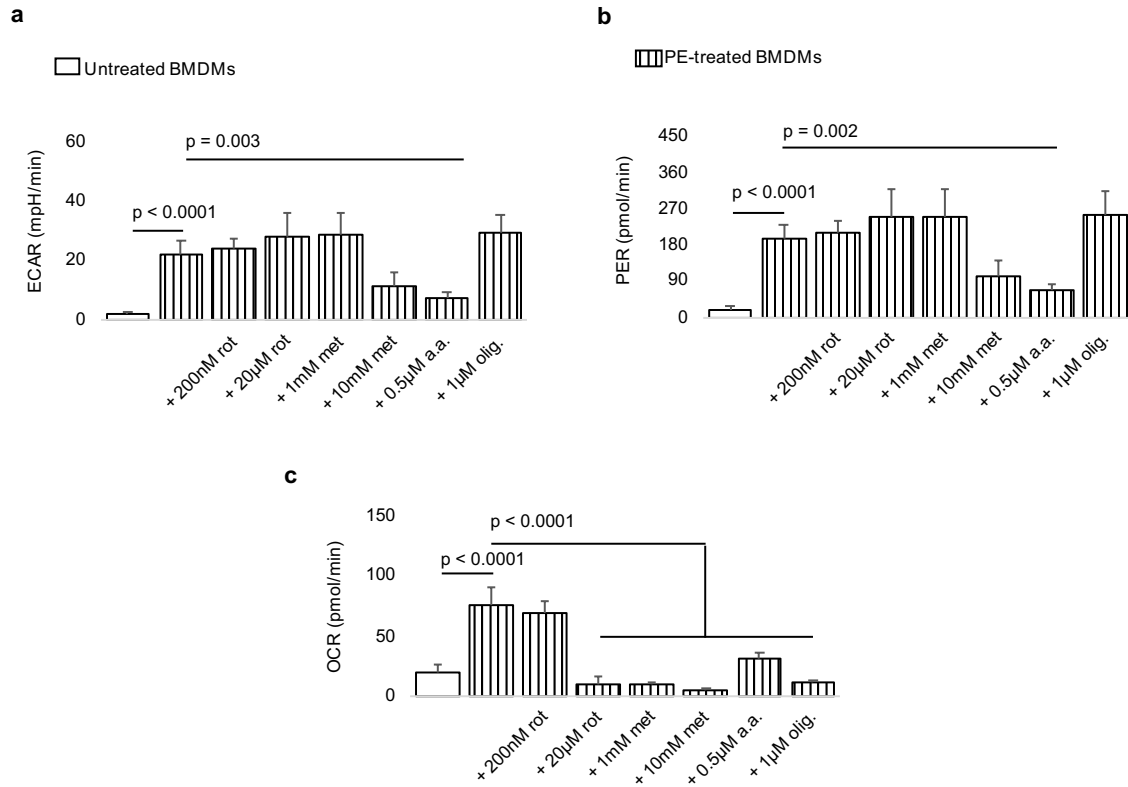 a
Untreated BMDMs
ECAR (mpH/min)
60
40
20
0
p = 0.003
p < 0.0001
+ 200nM rot
+ 20µM rot
+ 1mM met
+ 10mM met
+ 0.5µM a.a.
+ 1µM olig.
b
PE-treated BMDMs
PER (pmol/min)
450
360
270
180
90
0
p = 0.002
p < 0.0001
+ 200nM rot
+ 20µM rot
+ 1mM met
+ 10mM met
+ 0.5µM a.a.
+ 1µM olig.
c
OCR (pmol/min)
150
100
50
0
p < 0.0001
p < 0.0001
+ 200nM rot
+ 20µM rot
+ 1mM met
+ 10mM met
+ 0.5µM a.a.
+ 1µM olig.